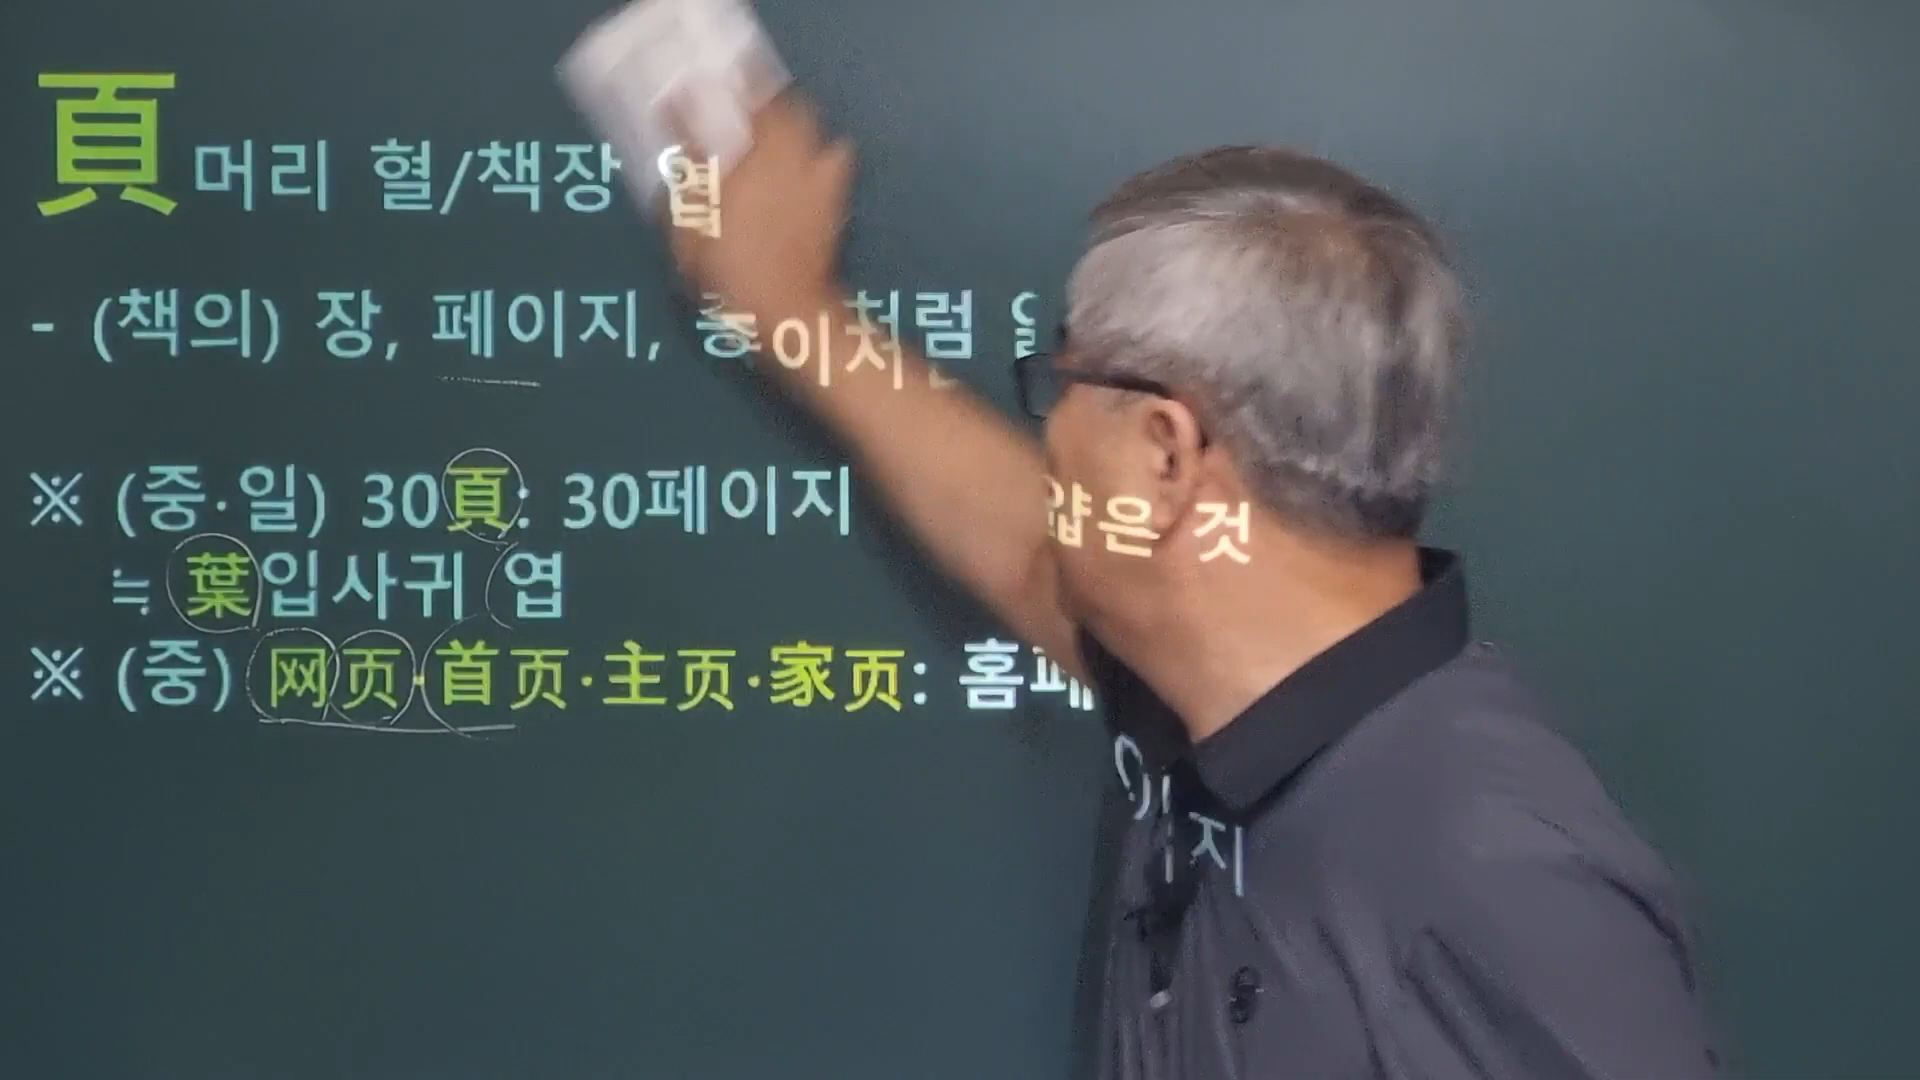 頁머리 혈/책장 엽
- (책의) 장, 페이지, 종이처럼 얇은 것
※ (중·일) 30頁: 30페이지
≒ 葉입사귀 엽
※ (중) 网页·首页·主页·家页: 홈페이지